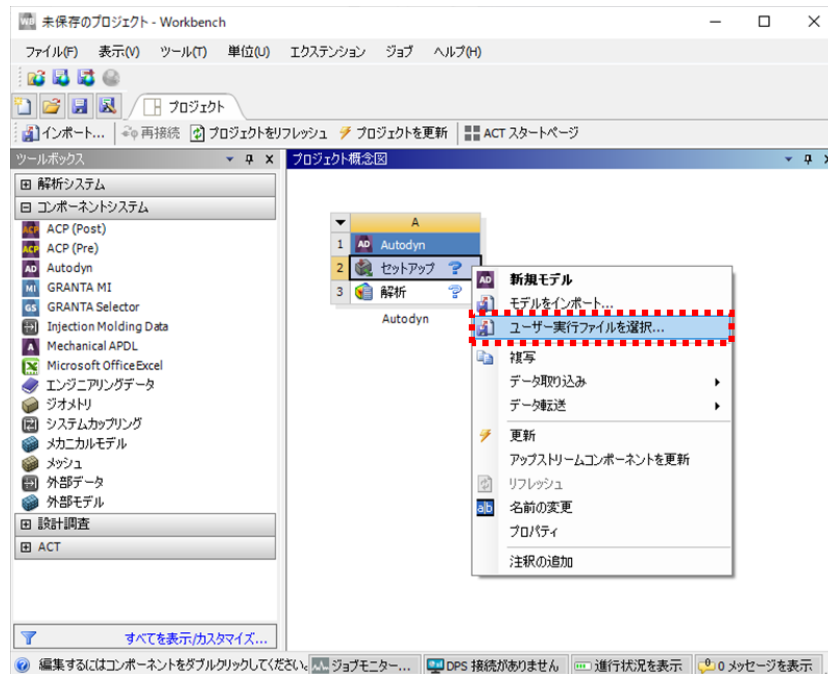 未保存のプロジェクト - Workbench
ファイル(F) 表示(V) ツール(T) 単位(U) エクステンション ジョブ ヘルプ(H)
プロジェクト
インポート... 再接続 プロジェクトをリフレッシュ プロジェクトを更新 ACT スタートページ
ツールボックス
解析システム
コンポーネントシステム
ACP (Post)
ACP (Pre)
Autodyn
GRANTA MI
GRANTA Selector
Injection Molding Data
Mechanical APDL
Microsoft Office Excel
エンジニアリングデータ
ジオメトリ
システムカップリング
メカニカルモデル
メッシュ
外部データ
外部モデル
設計調査
ACT
すべてを表示/カスタマイズ...
プロジェクト概念図
A
1 Autodyn
2 セットアップ
3 解析
Autodyn
新規モデル
モデルをインポート...
ユーザー実行ファイルを選択...
複写
データ取り込み
データ転送
更新
アップストリームコンポーネントを更新
リフレッシュ
名前の変更
プロパティ
注釈の追加
編集するにはコンポーネントをダブルクリックしてください。 ジョブモニター... DPS 接続がありません 進行状況を表示 0 メッセージを表示